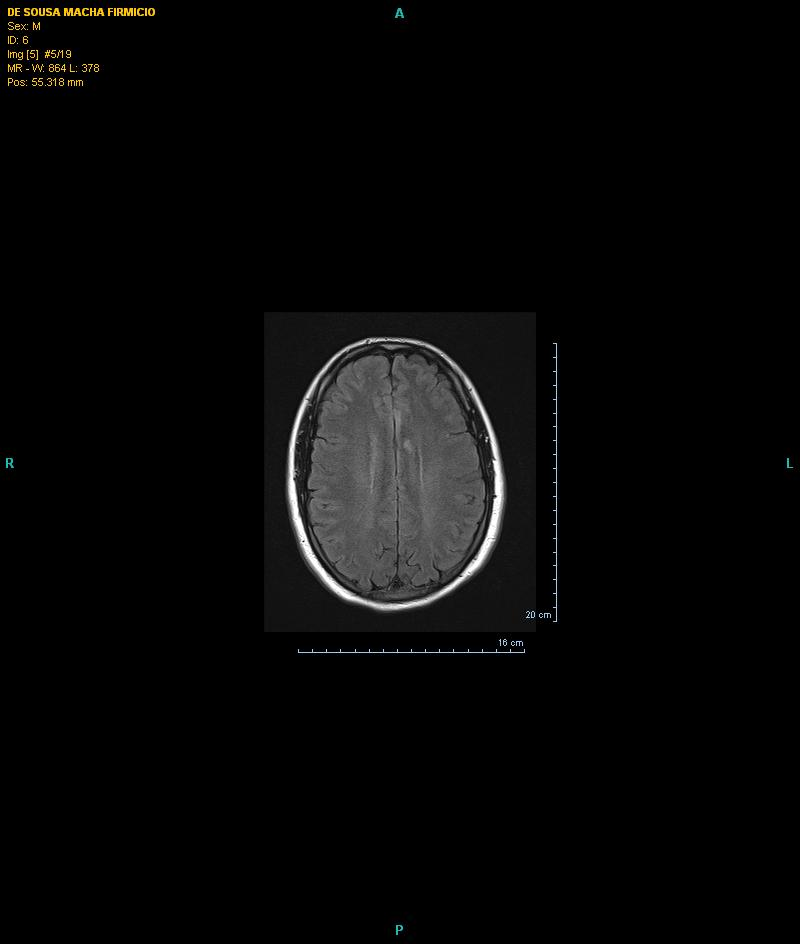 DE SOUSA MACHA FIRMICIO
Sex: M
ID: 6
Img [5] #5/19
MR - W: 864 L: 378
Pos: 55.318 mm
A
R
L
20 cm
16 cm
P